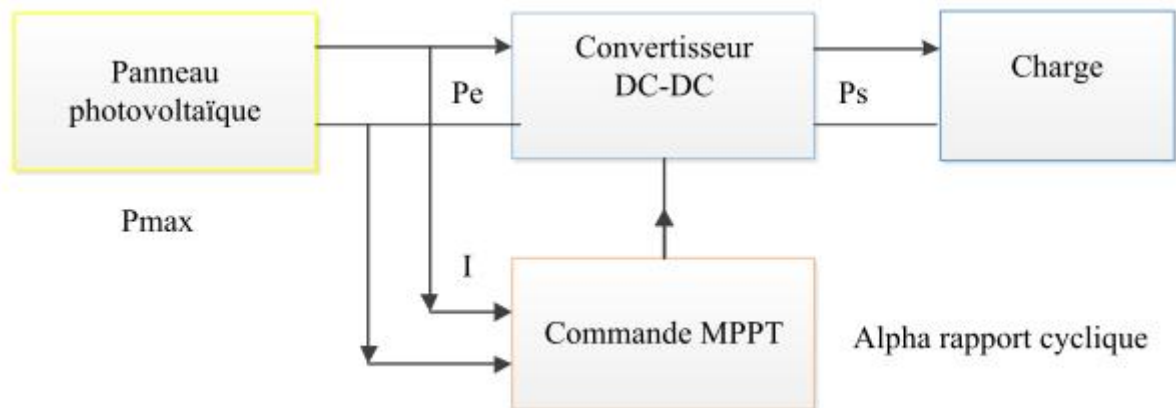 Panneau
photovoltaïque
Pe
Convertisseur
DC-DC
Ps
Charge
Pmax
I
Commande MPPT
Alpha rapport cyclique